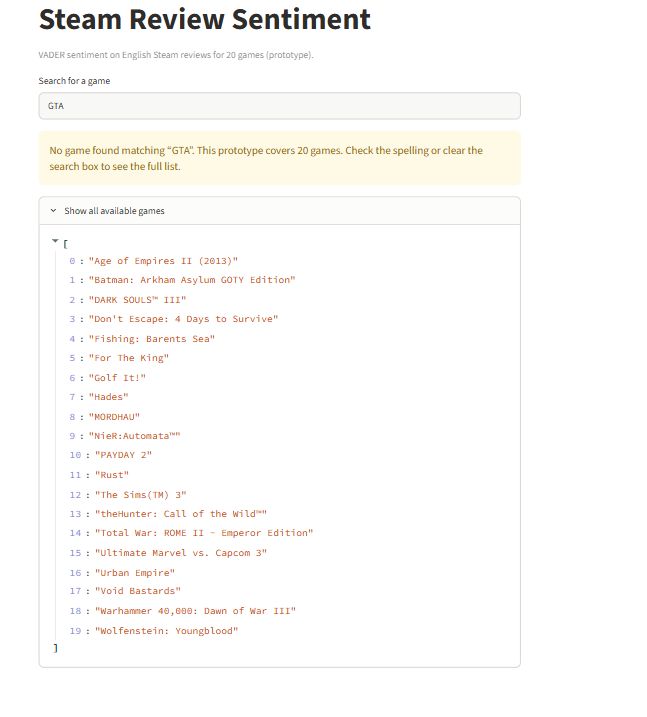 Steam Review Sentiment
VADER sentiment on English Steam reviews for 20 games (prototype).
Search for a game
GTA
No game found matching “GTA”. This prototype covers 20 games. Check the spelling or clear the
search box to see the full list.
Show all available games
[
0 : "Age of Empires II (2013)"
1 : "Batman: Arkham Asylum GOTY Edition"
2 : "DARK SOULS™ III"
3 : "Don't Escape: 4 Days to Survive"
4 : "Fishing: Barents Sea"
5 : "For The King"
6 : "Golf It!"
7 : "Hades"
8 : "MORDHAU"
9 : "NieR:Automata™"
10 : "PAYDAY 2"
11 : "Rust"
12 : "The Sims(TM) 3"
13 : "theHunter: Call of the Wild™"
14 : "Total War: ROME II - Emperor Edition"
15 : "Ultimate Marvel vs. Capcom 3"
16 : "Urban Empire"
17 : "Void Bastards"
18 : "Warhammer 40,000: Dawn of War III"
19 : "Wolfenstein: Youngblood"
]